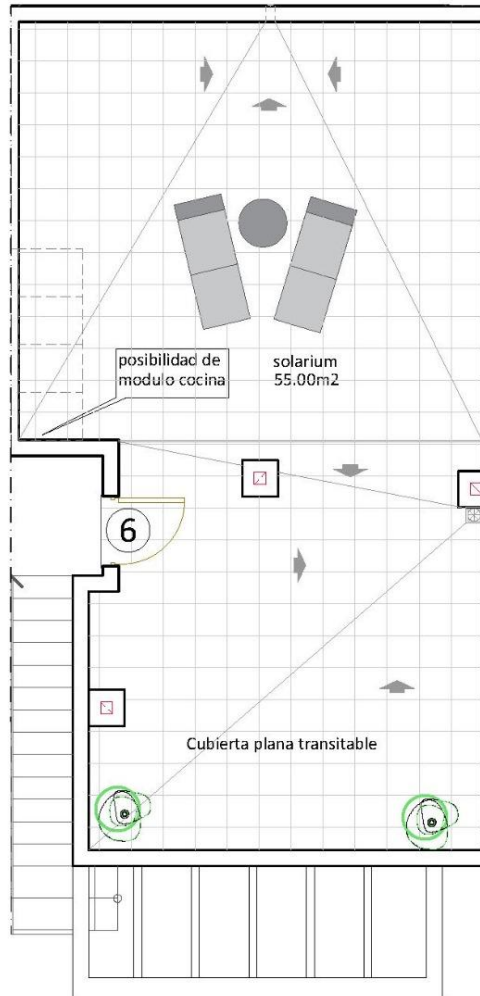 posibilidad de
modulo cocina
solarium
55.00m2
6
Cubierta plana transitable